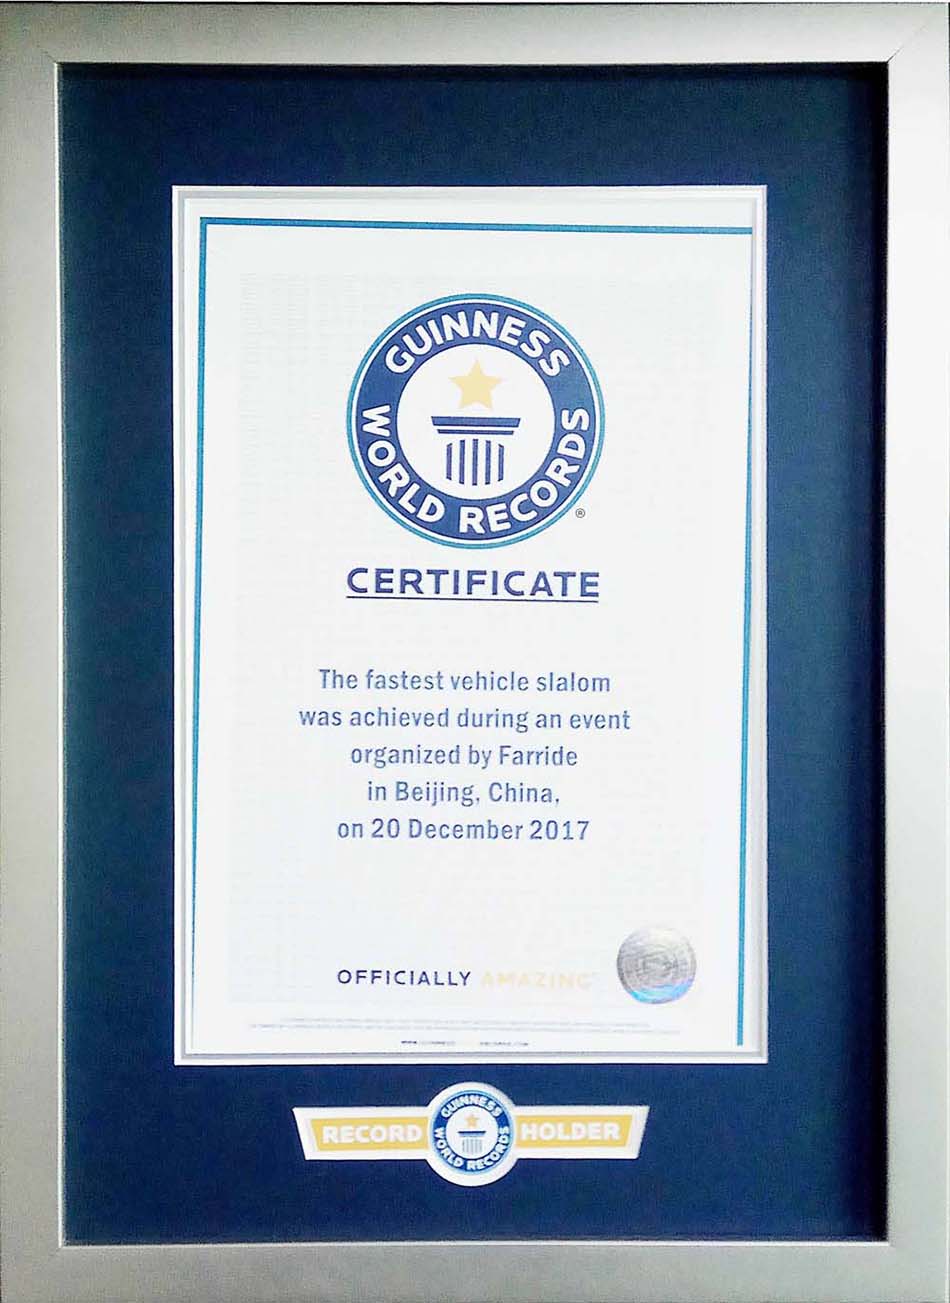 GUINNESS
WORLD RECORDS
®
CERTIFICATE
The fastest vehicle slalom
was achieved during an event
organized by Farride
in Beijing, China,
on 20 December 2017
OFFICIALLY AMAZING
RECORD HOLDER
GUINNESS
WORLD RECORDS